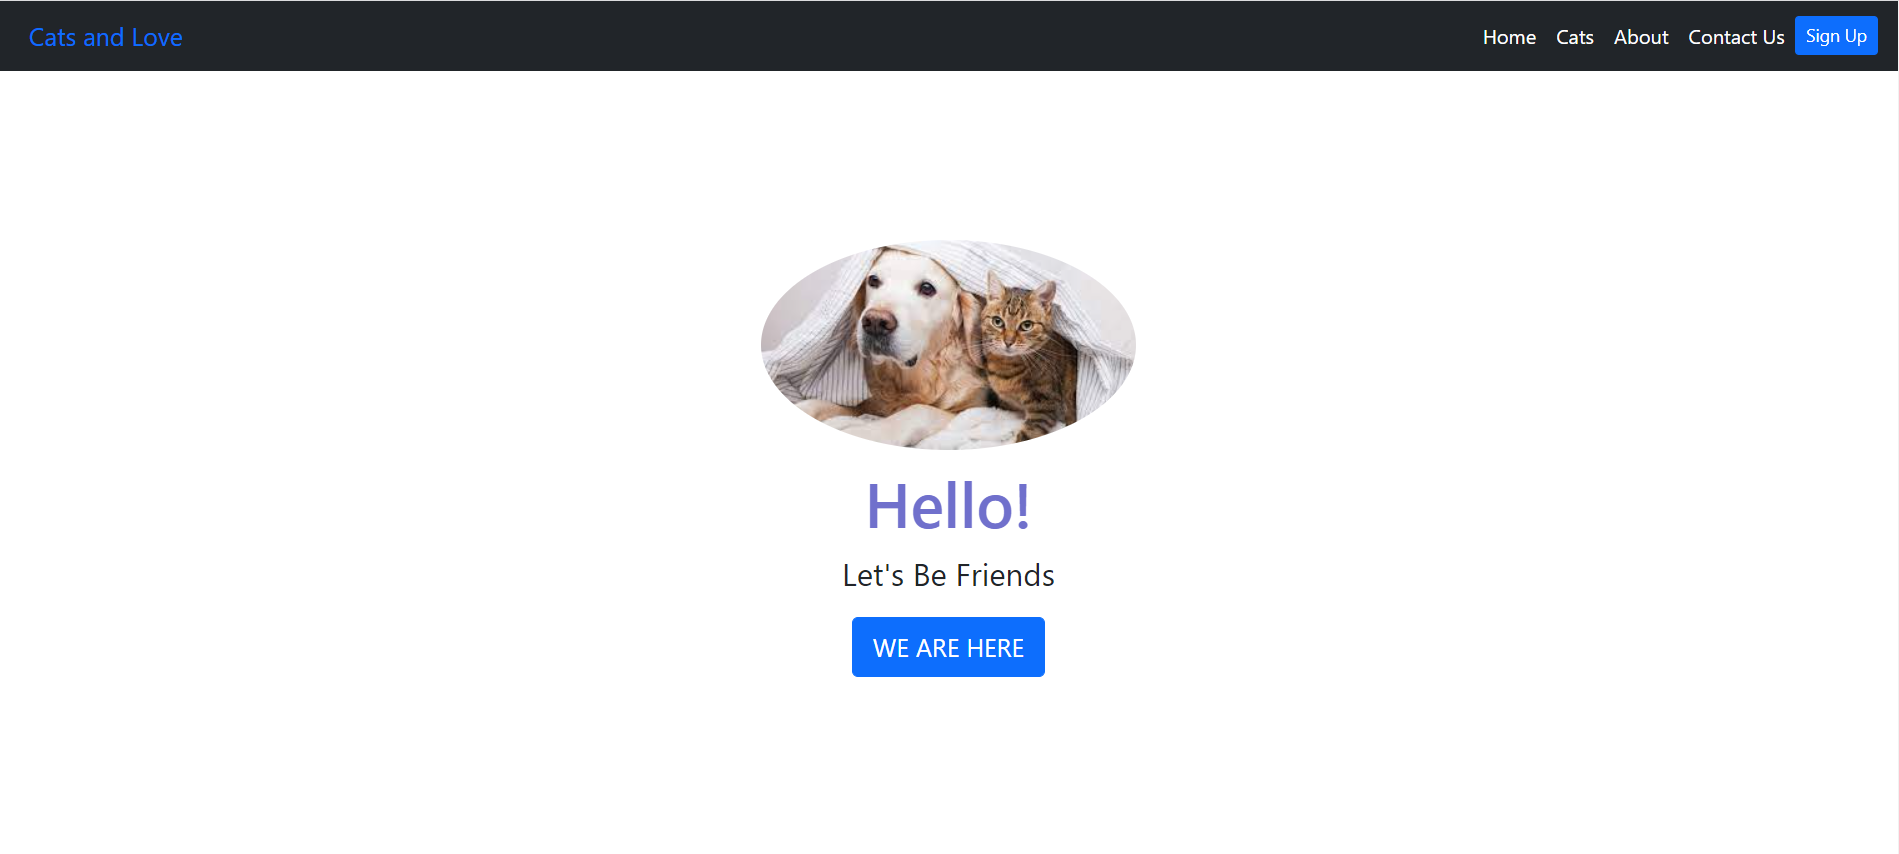 Cats and Love
Home Cats About Contact Us Sign Up
Hello!
Let's Be Friends
WE ARE HERE